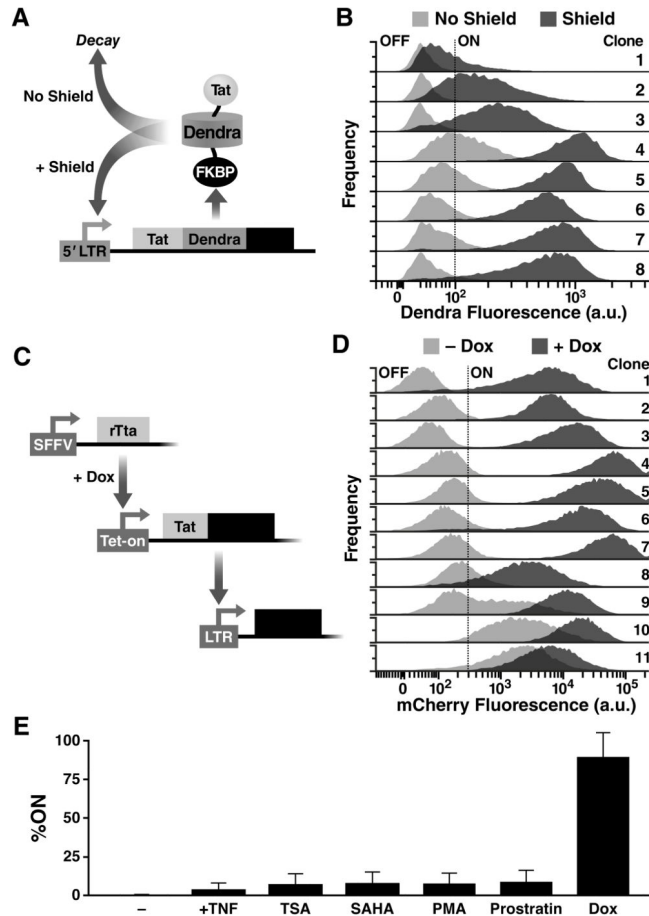 A
Decay
No Shield
+ Shield
Tat
Dendra
FKBP
5' LTR
Tat
Dendra
B
No Shield
Shield
OFF
ON
Clone
1
2
3
4
5
6
7
8
Frequency
0
10²
10³
Dendra Fluorescence (a.u.)
C
SFFV
rTta
+ Dox
Tet-on
Tat
LTR
D
– Dox
+ Dox
OFF
ON
Clone
1
2
3
4
5
6
7
8
9
10
11
Frequency
0
10²
10³
10⁴
10⁵
mCherry Fluorescence (a.u.)
E
%ON
100
75
50
25
0
–
+TNF
TSA
SAHA
PMA
Prostratin
Dox